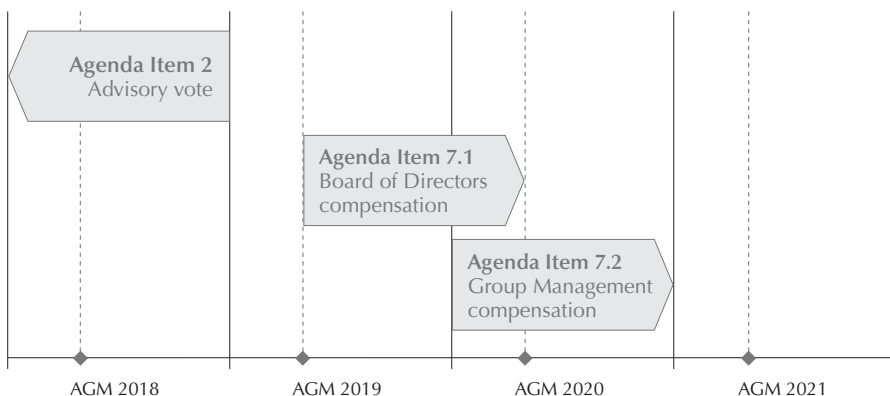 Agenda Item 2
Advisory vote
Agenda Item 7.1
Board of Directors
compensation
Agenda Item 7.2
Group Management
compensation
AGM 2018
AGM 2019
AGM 2020
AGM 2021